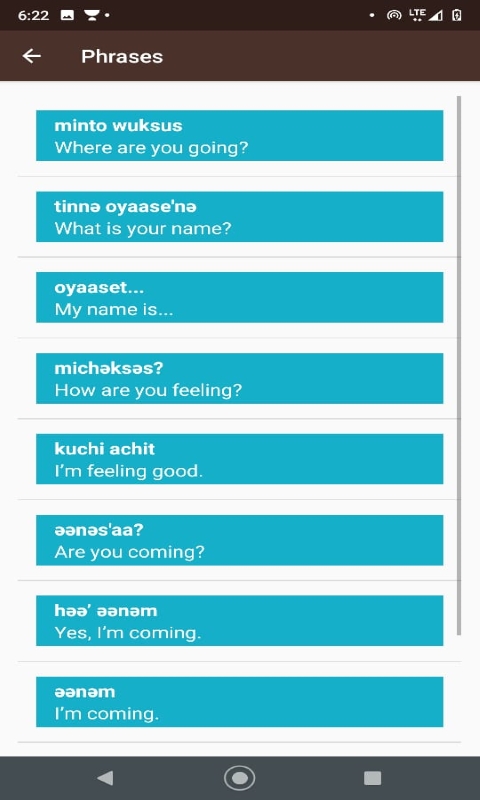 6:22
LTE
Phrases
minto wuksus
Where are you going?
tinnə oyaase'nə
What is your name?
oyaaset...
My name is...
michəksəs?
How are you feeling?
kuchi achit
I’m feeling good.
əənəs'aa?
Are you coming?
həə’ əənəm
Yes, I’m coming.
əənəm
I’m coming.